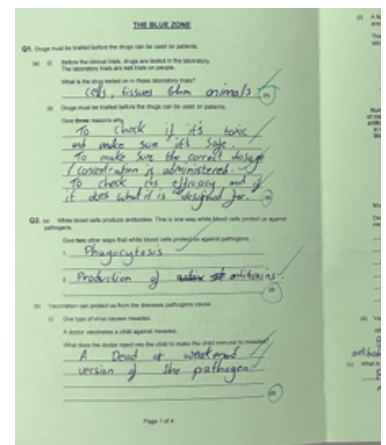 THE BLUE ZONE
Q1. Drugs must be trialled before the drugs can be used on patients.
(a) (i) Before the clinical trials, drugs are tested in the laboratory.
The laboratory trials are not trials on people.
What is the drug tested on in these laboratory trials?
Cells, tissues animals.
(1)
(ii) Drugs must be trialled before the drugs can be used on patients.
Give three reasons why.
To check if it's toxic
and make sure it's safe.
To make sure the correct dosage
/ concentration is administered.
To check its efficacy and if
it does what it is designed for.
(3)
Q2. (a) White blood cells produce antibodies. This is one way white blood cells protect us against
pathogens.
Give two other ways that white blood cells protect us against pathogens.
1. Phagocytosis
2. Production of antitoxins.
(2)
(b) Vaccination can protect us from the diseases pathogens cause.
(i) One type of virus causes measles.
A doctor vaccinates a child against measles.
What does the doctor inject into the child to make the child immune to measles?
A Dead or weakened
version of the pathogen.
(2)
Page 1 of 4